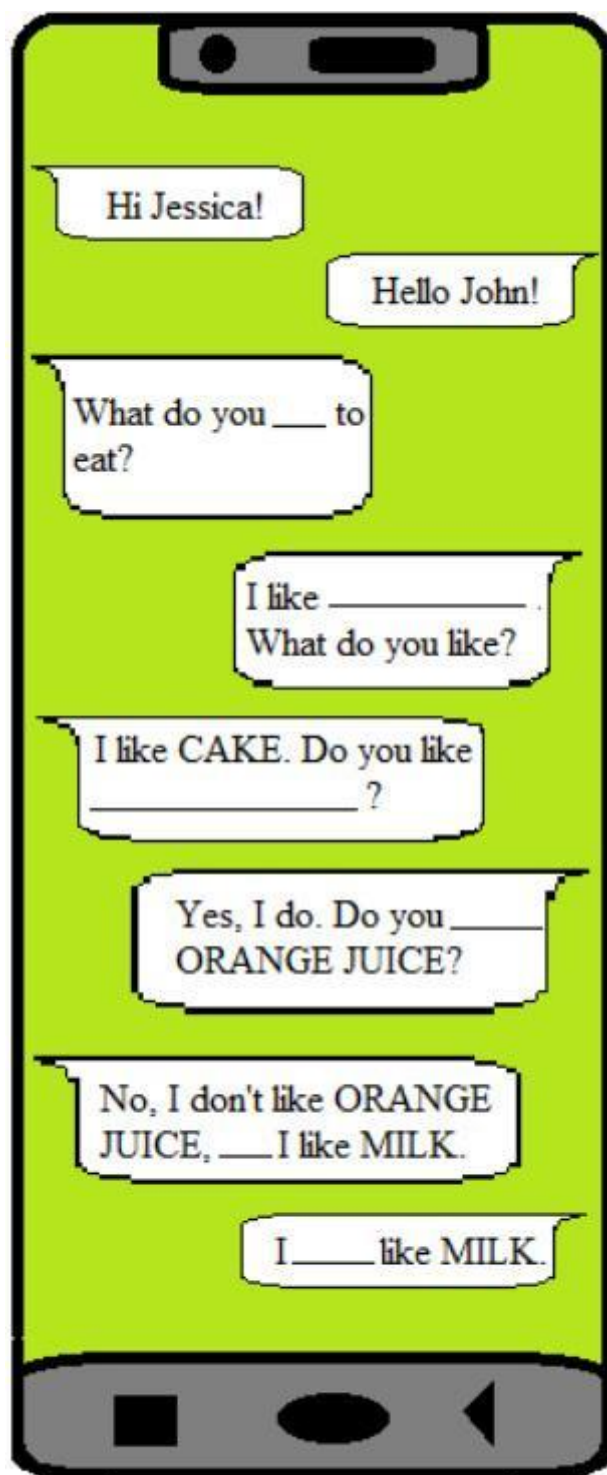 Hi Jessica!
Hello John!
What do you ___ to
eat?
I like ___________ .
What do you like?
I like CAKE. Do you like
_______________ ?
Yes, I do. Do you _____
ORANGE JUICE?
No, I don't like ORANGE
JUICE, ___ I like MILK.
I _____ like MILK.